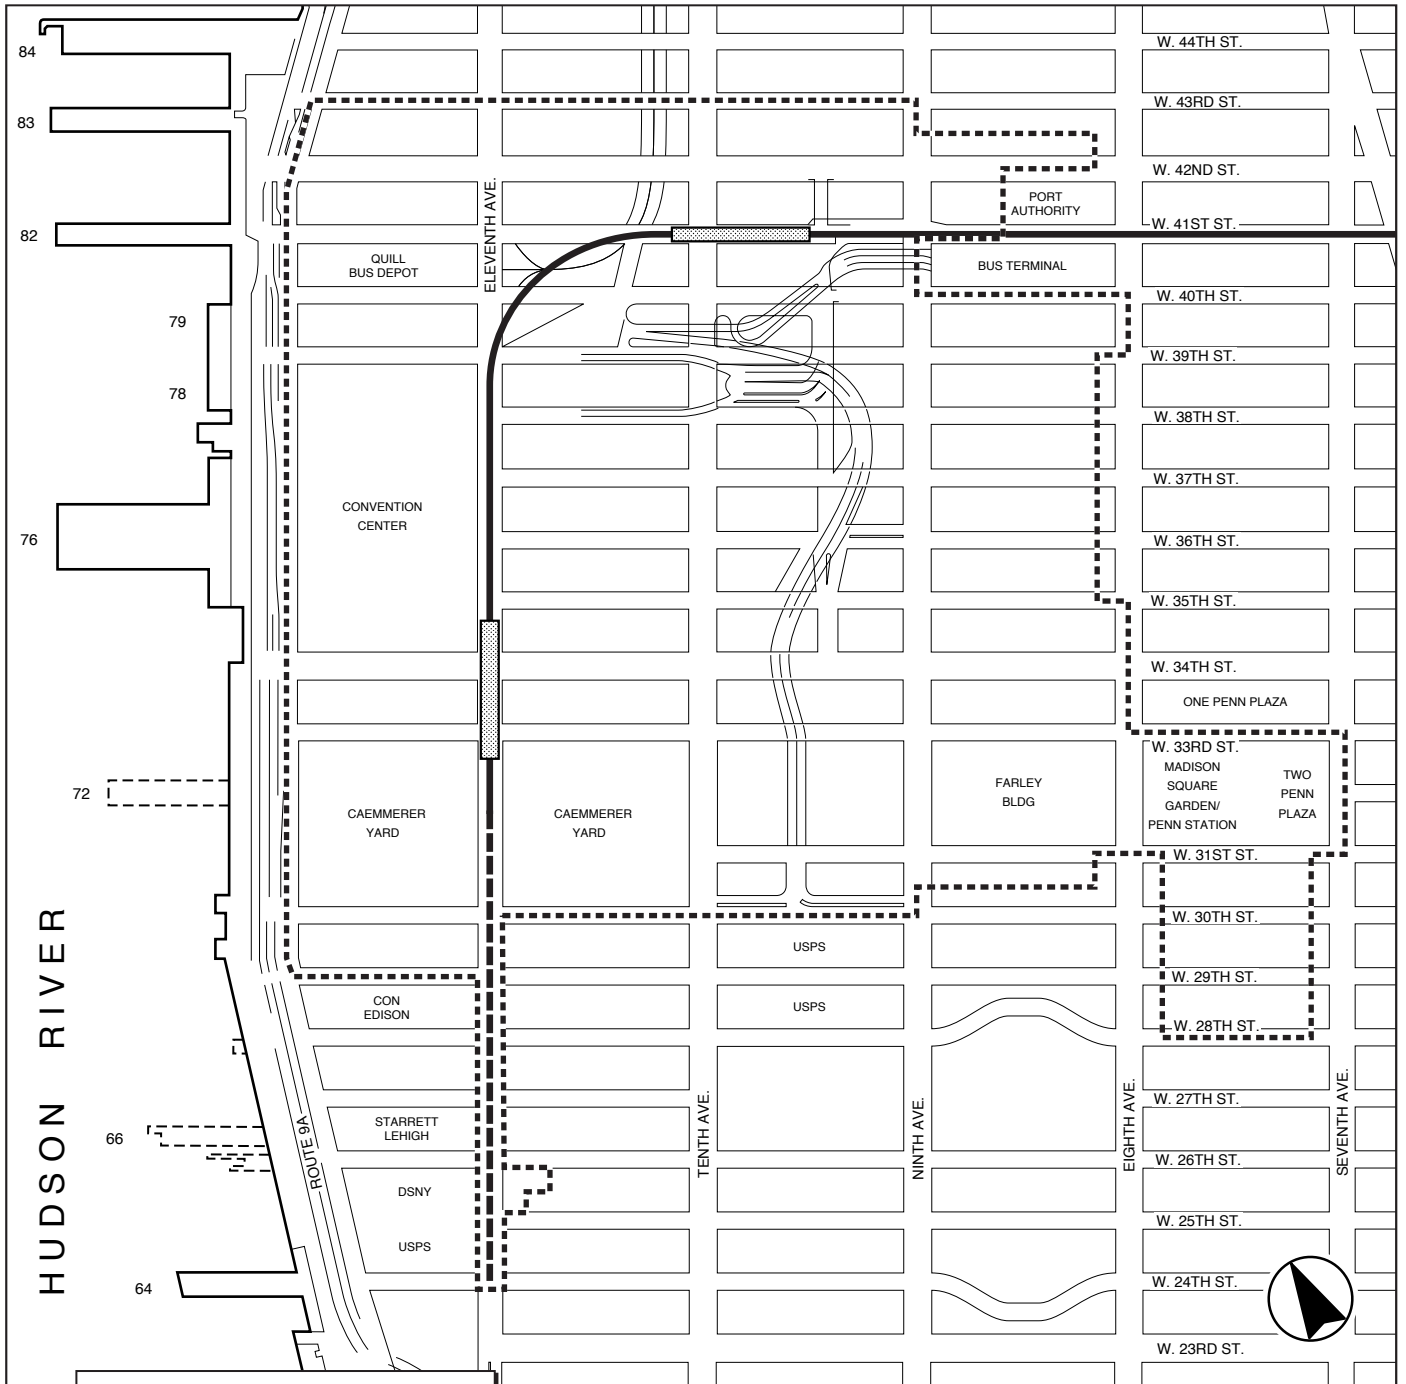 84
W. 44TH ST.
83
W. 43RD ST.
W. 42ND ST.
PORT
AUTHORITY
82
W. 41ST ST.
ELEVENTH AVE.
QUILL
BUS DEPOT
BUS TERMINAL
W. 40TH ST.
79
W. 39TH ST.
78
W. 38TH ST.
W. 37TH ST.
CONVENTION
CENTER
76
W. 36TH ST.
W. 35TH ST.
W. 34TH ST.
ONE PENN PLAZA
W. 33RD ST.
MADISON
SQUARE
GARDEN/
PENN STATION
TWO
PENN
PLAZA
FARLEY
BLDG
72
CAEMMERER
YARD
CAEMMERER
YARD
W. 31ST ST.
W. 30TH ST.
USPS
W. 29TH ST.
CON
EDISON
USPS
W. 28TH ST.
HUDSON RIVER
W. 27TH ST.
66
STARRETT
LEHIGH
ROUTE 9A
TENTH AVE.
NINTH AVE.
EIGHTH AVE.
SEVENTH AVE.
W. 26TH ST.
DSNY
W. 25TH ST.
USPS
64
W. 24TH ST.
W. 23RD ST.